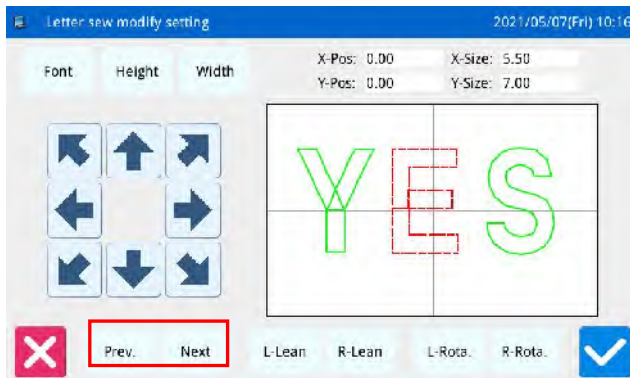 Letter sew modify setting 2021/05/07(Fri) 10:16
Font Height Width
X-Pos: 0.00 X-Size: 5.50
Y-Pos: 0.00 Y-Size: 7.00
YES
Prev. Next L-Lean R-Lean L-Rota. R-Rota.